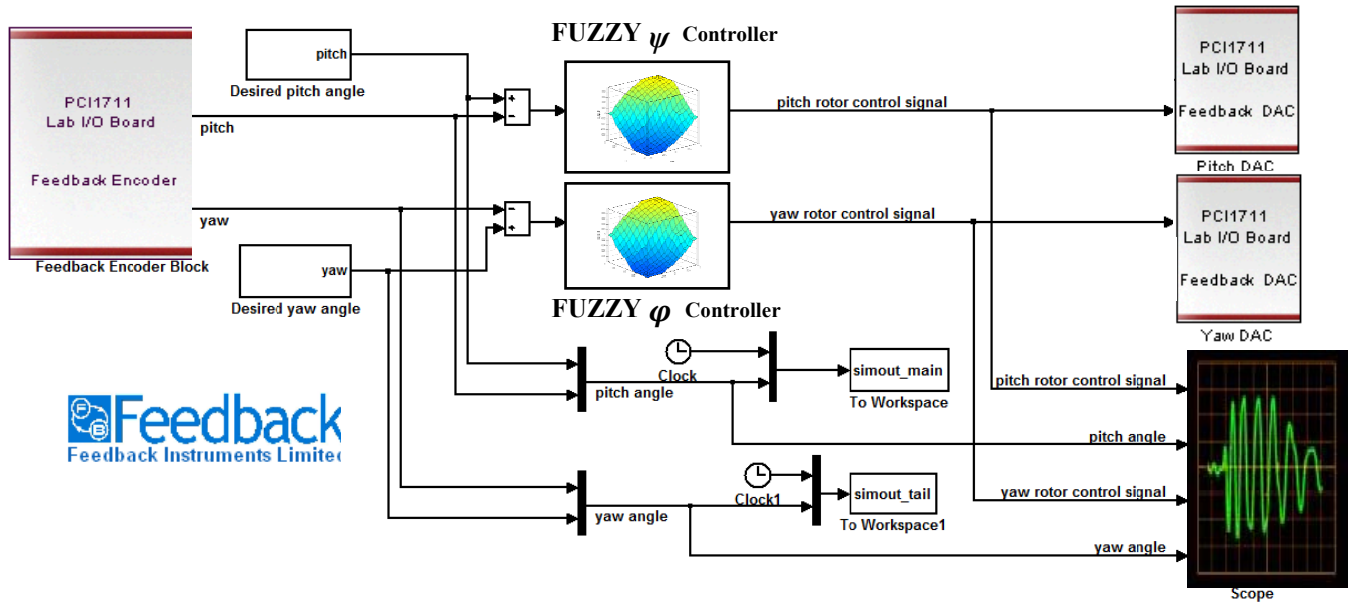 PCI1711
Lab I/O Board
Feedback Encoder
Feedback Encoder Block
pitch
Desired pitch angle
pitch
yaw
yaw
Desired yaw angle
+
-
-
+
FUZZY ψ Controller
FUZZY φ Controller
pitch rotor control signal
yaw rotor control signal
PCI1711
Lab I/O Board
Feedback DAC
Pitch DAC
PCI1711
Lab I/O Board
Feedback DAC
Yaw DAC
Clock
pitch angle
simout_main
To Workspace
Clock1
yaw angle
simout_tail
To Workspace1
pitch rotor control signal
pitch angle
yaw rotor control signal
yaw angle
Scope
F
B
Feedback
Feedback Instruments Limited